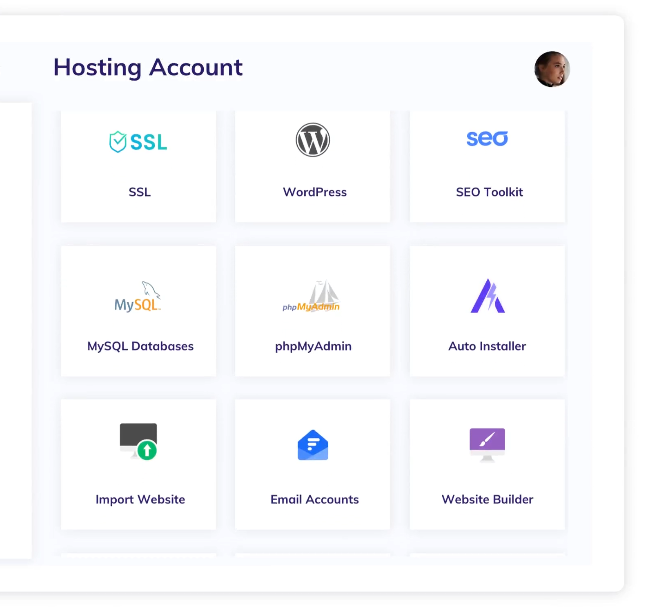 Hosting Account
SSL
SSL
WordPress
seo
SEO Toolkit
MySQL
MySQL Databases
phpMyAdmin
phpMyAdmin
Auto Installer
Import Website
Email Accounts
Website Builder